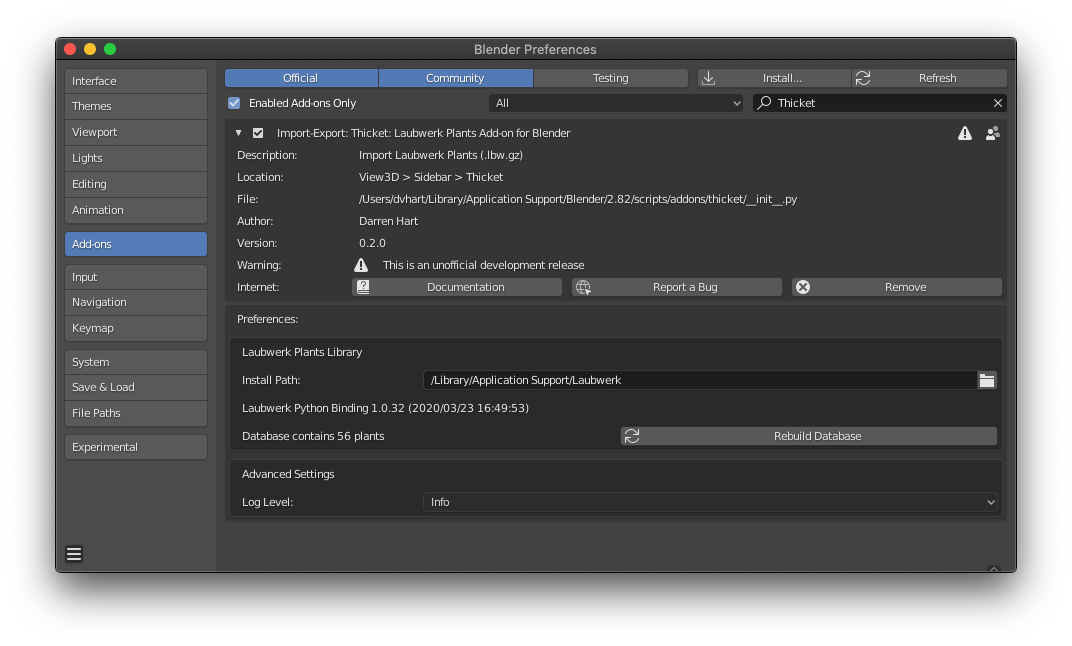 Blender Preferences
Interface
Themes
Viewport
Lights
Editing
Animation
Add-ons
Input
Navigation
Keymap
System
Save & Load
File Paths
Experimental
Official Community Testing Install... Refresh
Enabled Add-ons Only All Thicket
Import-Export: Thicket: Laubwerk Plants Add-on for Blender
Description: Import Laubwerk Plants (.lbw.gz)
Location: View3D > Sidebar > Thicket
File: /Users/dvhart/Library/Application Support/Blender/2.82/scripts/addons/thicket/__init__.py
Author: Darren Hart
Version: 0.2.0
Warning: This is an unofficial development release
Internet: Documentation Report a Bug Remove
Preferences:
Laubwerk Plants Library
Install Path: /Library/Application Support/Laubwerk
Laubwerk Python Binding 1.0.32 (2020/03/23 16:49:53)
Database contains 56 plants Rebuild Database
Advanced Settings
Log Level: Info